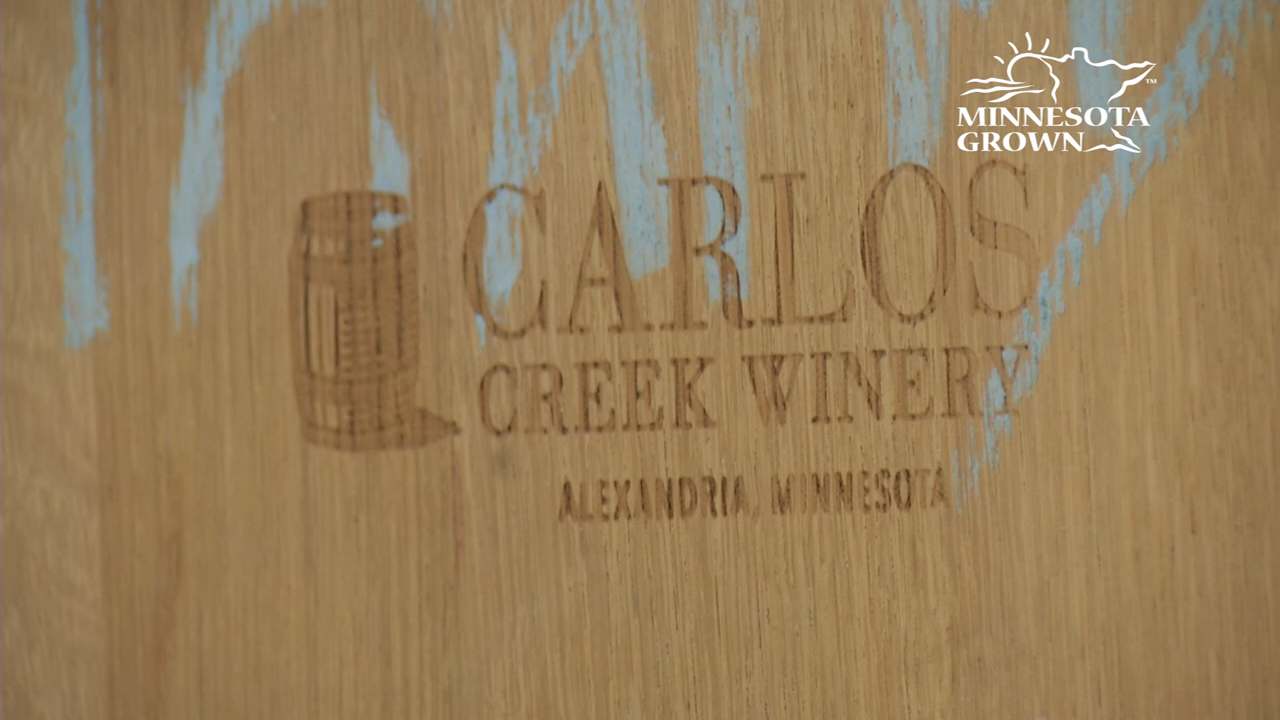 MINNESOTA
GROWN
CARLOS
CREEK WINERY
ALEXANDRIA, MINNESOTA